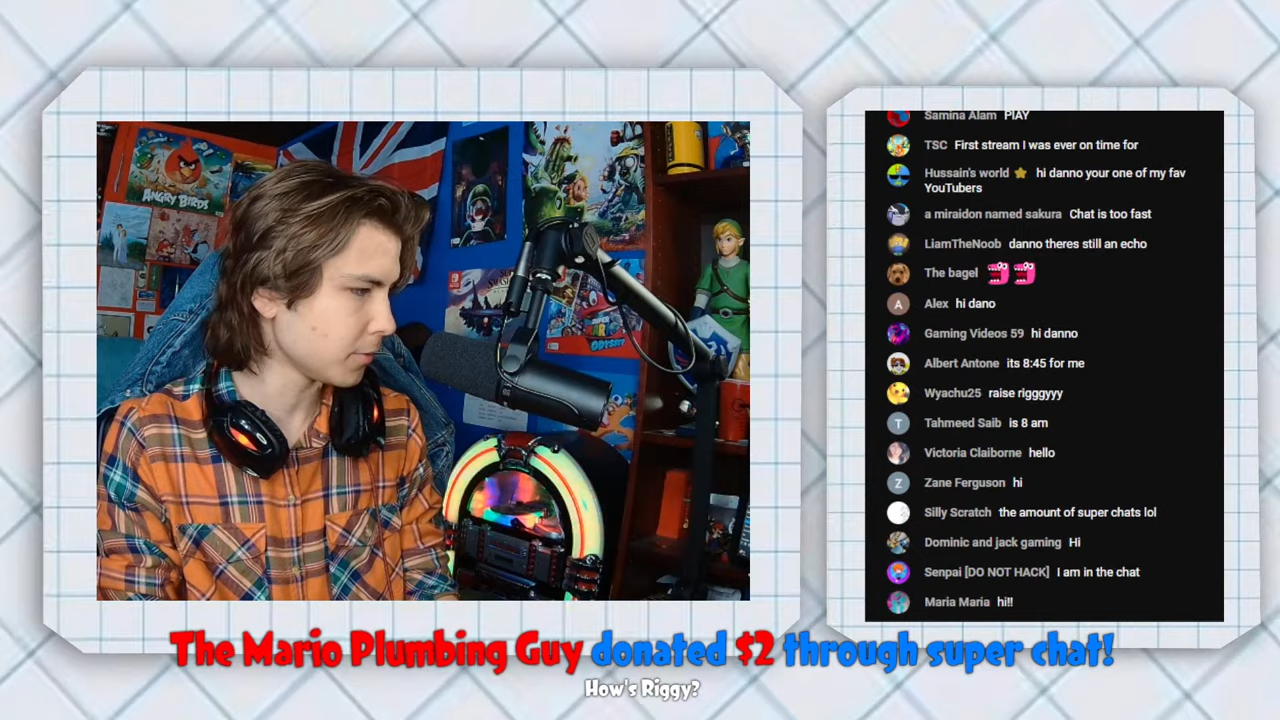 ANGRY BIRDS
ODYSSEY
Samina Alam PlAY
TSC First stream I was ever on time for
Hussain's world hi danno your one of my fav
YouTubers
a miraidon named sakura Chat is too fast
LiamTheNoob danno theres still an echo
The bagel
A Alex hi dano
Gaming Videos 59 hi danno
Albert Antone its 8:45 for me
Wyachu25 raise rigggyyy
T Tahmeed Saib is 8 am
Victoria Claiborne hello
Z Zane Ferguson hi
Silly Scratch the amount of super chats lol
Dominic and jack gaming Hi
Senpai [DO NOT HACK] I am in the chat
Maria Maria hi!!
The Mario Plumbing Guy donated $2 through super chat!
How's Riggy?